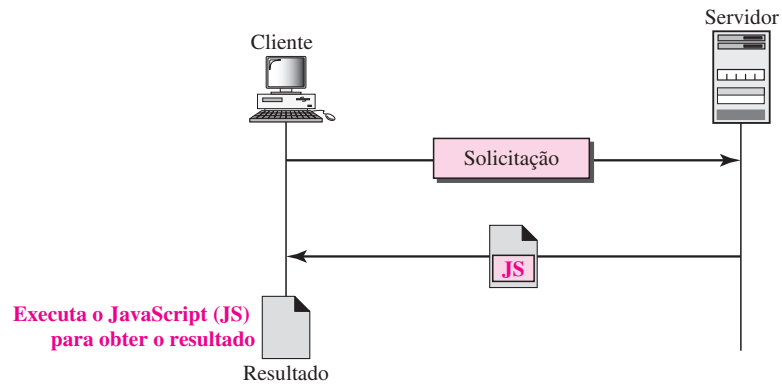 Servidor
Cliente
Solicitação
JS
Executa o JavaScript (JS)
para obter o resultado
Resultado